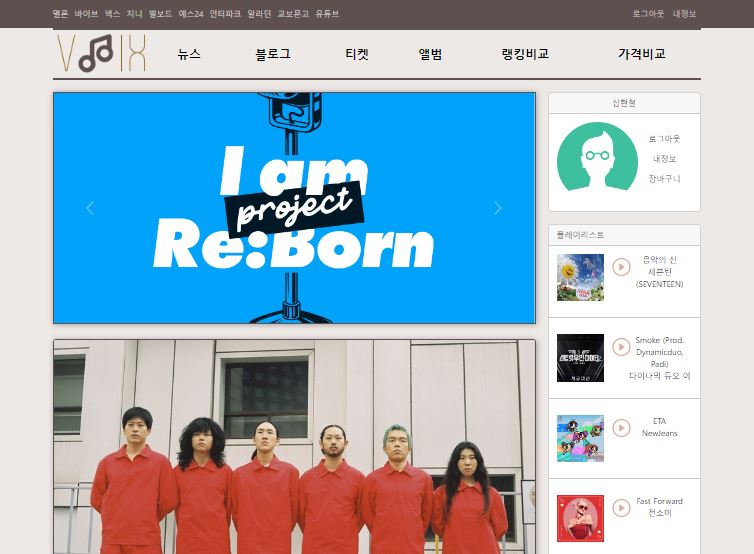 멜론 바이브 벅스 지니 빌보드 예스24 인터파크 알라딘 교보문고 유튜브
로그아웃 내정보
뉴스 블로그 티켓 앨범 랭킹비교 가격비교
신현철
로그아웃
내정보
장바구니
I am
project
Re:Born
플레이리스트
음악의 신
세븐틴
(SEVENTEEN)
Smoke (Prod.
Dynamicduo,
Padi)
다이나믹 듀오 이
ETA
NewJeans
Fast Forward
전소미